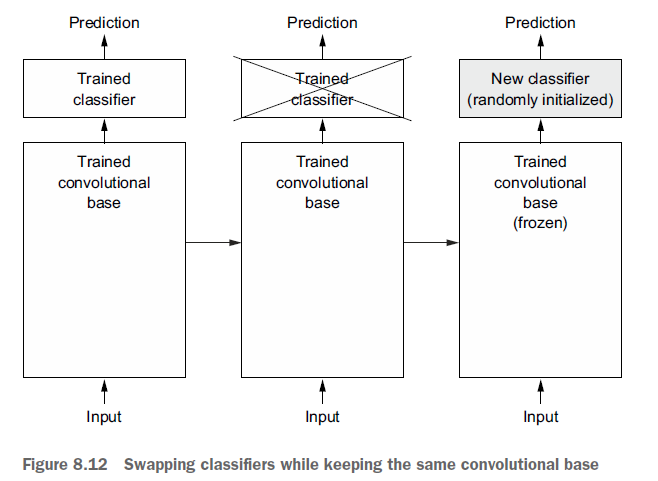 Prediction
Trained
classifier
Trained
convolutional
base
Input
Prediction
Trained
classifier
Trained
convolutional
base
Input
Prediction
New classifier
(randomly initialized)
Trained
convolutional
base
(frozen)
Input
Figure 8.12 Swapping classifiers while keeping the same convolutional base